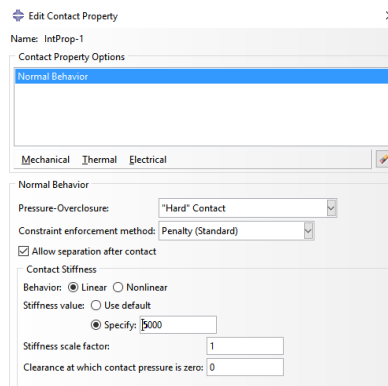 Edit Contact Property
Name: IntProp-1
Contact Property Options
Normal Behavior
Mechanical Thermal Electrical
Normal Behavior
Pressure-Overclosure: "Hard" Contact
Constraint enforcement method: Penalty (Standard)
Allow separation after contact
Contact Stiffness
Behavior: Linear Nonlinear
Stiffness value: Use default
Specify: 5000
Stiffness scale factor: 1
Clearance at which contact pressure is zero: 0